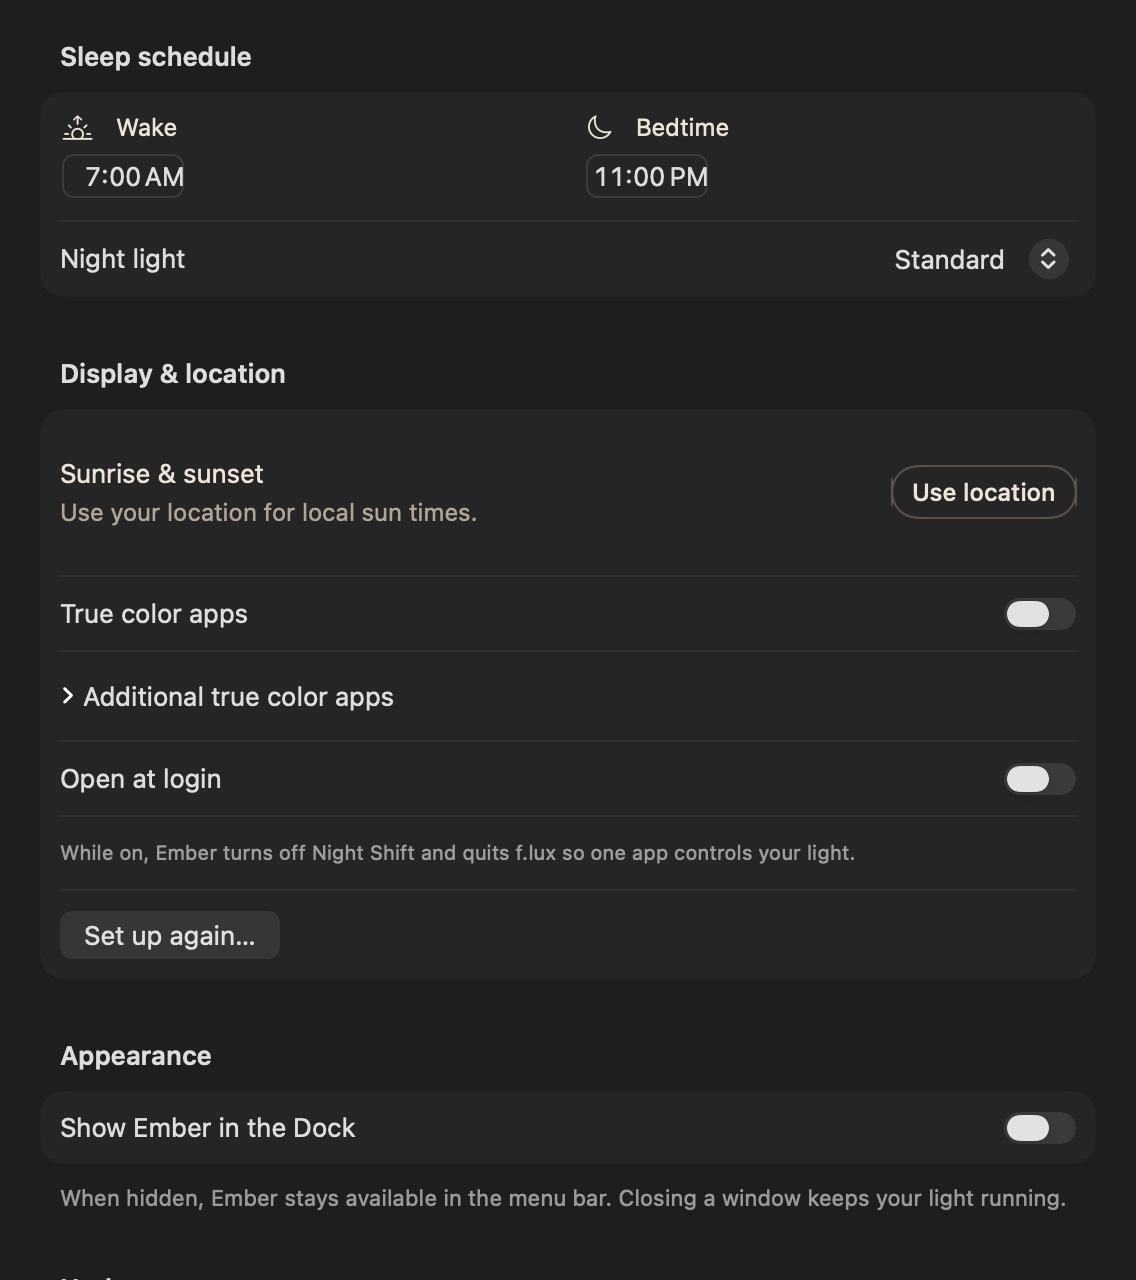 Sleep schedule
Wake
Bedtime
7:00 AM
11:00 PM
Night light
Standard
Display & location
Sunrise & sunset
Use your location for local sun times.
Use location
True color apps
Additional true color apps
Open at login
While on, Ember turns off Night Shift and quits f.lux so one app controls your light.
Set up again...
Appearance
Show Ember in the Dock
When hidden, Ember stays available in the menu bar. Closing a window keeps your light running.